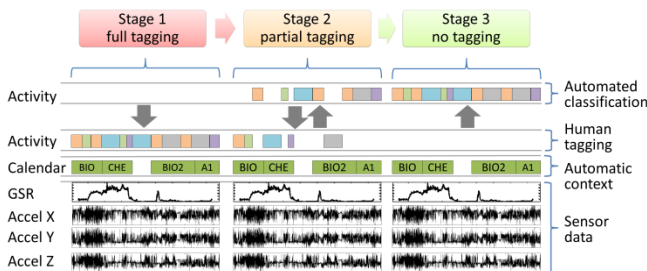 Stage 1
full tagging
Stage 2
partial tagging
Stage 3
no tagging
Activity
Automated
classification
Activity
Human
tagging
Calendar
BIO CHE BIO2 A1
BIO CHE BIO2 A1
BIO CHE BIO2 A1
Automatic
context
GSR
Accel X
Accel Y
Accel Z
Sensor
data